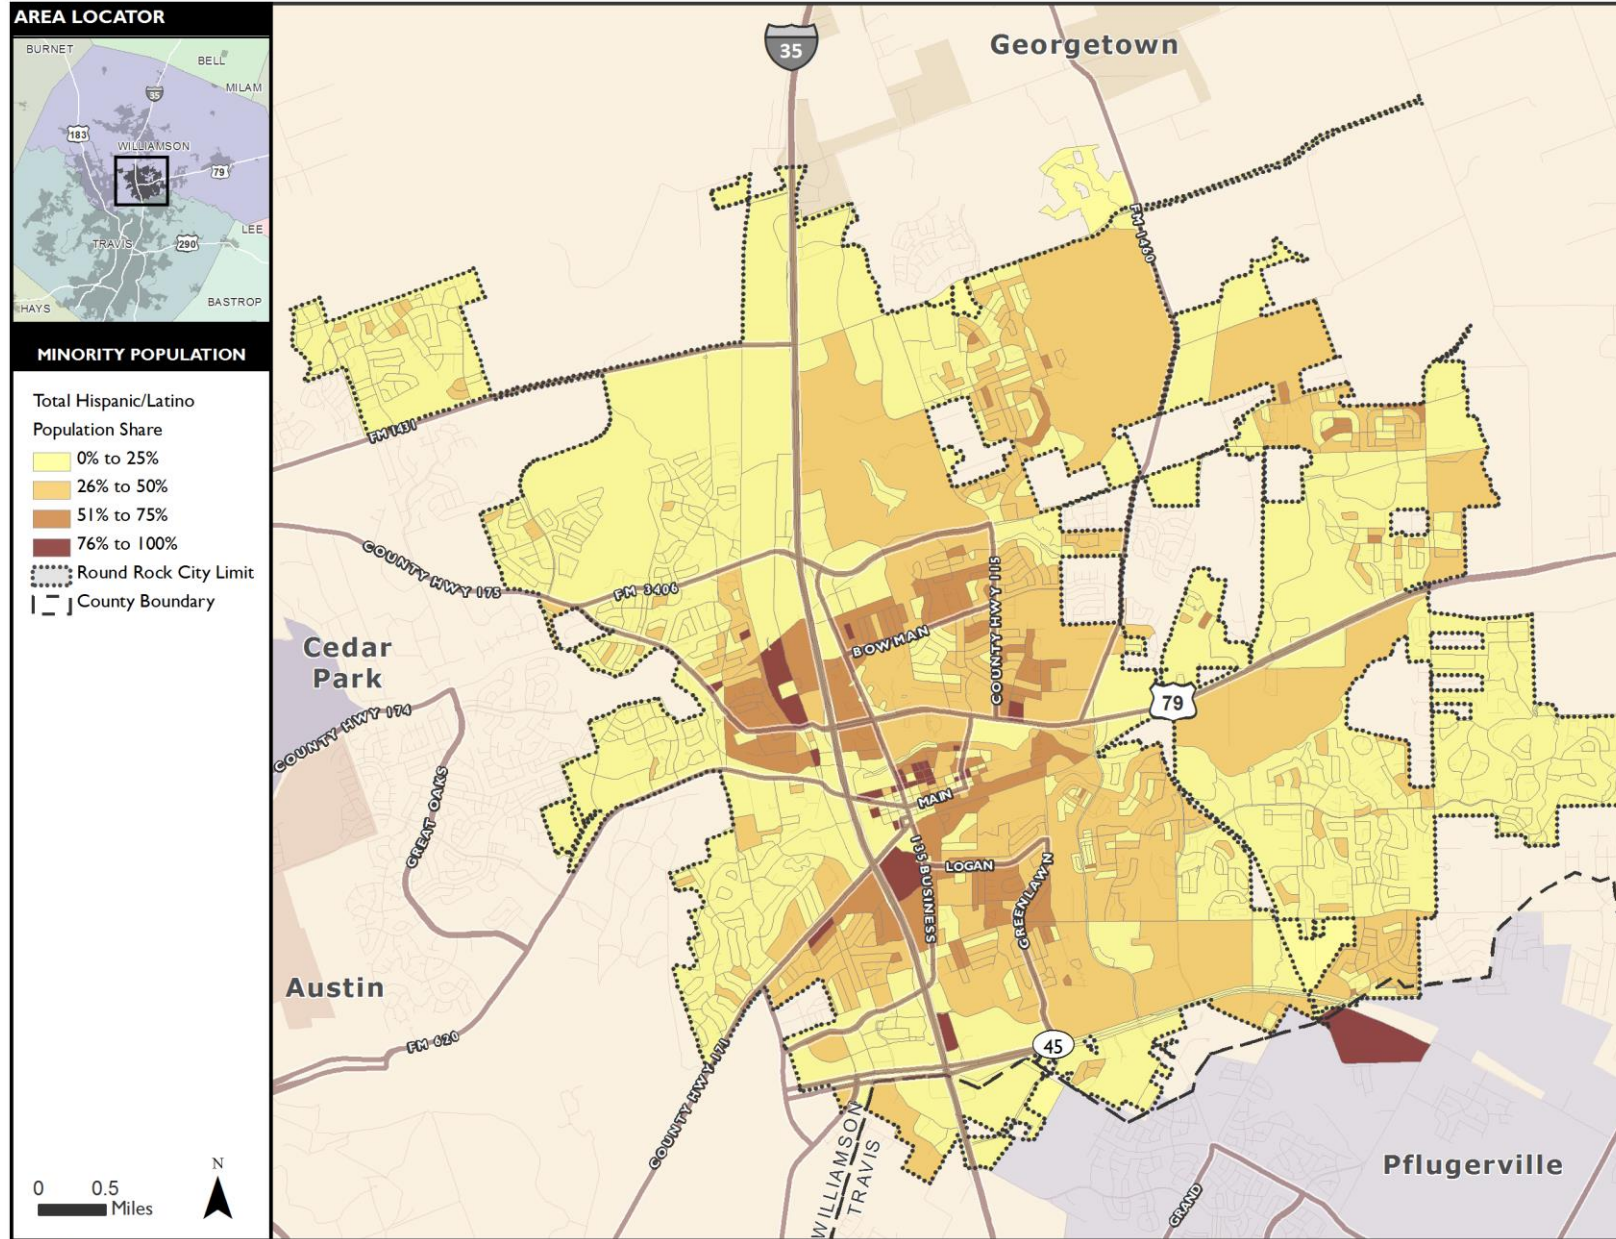 AREA LOCATOR
BURNET
BELL
MILAM
35
183
WILLIAMSON
79
LEE
TRAVIS
290
HAYS
BASTROP
MINORITY POPULATION
Total Hispanic/Latino
Population Share
0% to 25%
26% to 50%
51% to 75%
76% to 100%
Round Rock City Limit
County Boundary
0 0.5
Miles
N
35
Georgetown
FM 1460
FM 1431
COUNTY HWY 175
FM 3406
COUNTY HWY 115
BOWMAN
Cedar
Park
79
COUNTY HWY 174
GREAT OAKS
MAIN
I 35 BUSINESS
LOGAN
GREENLAWN
Austin
FM 620
COUNTY HWY 171
45
WILLIAMSON
TRAVIS
Pflugerville
GRAND